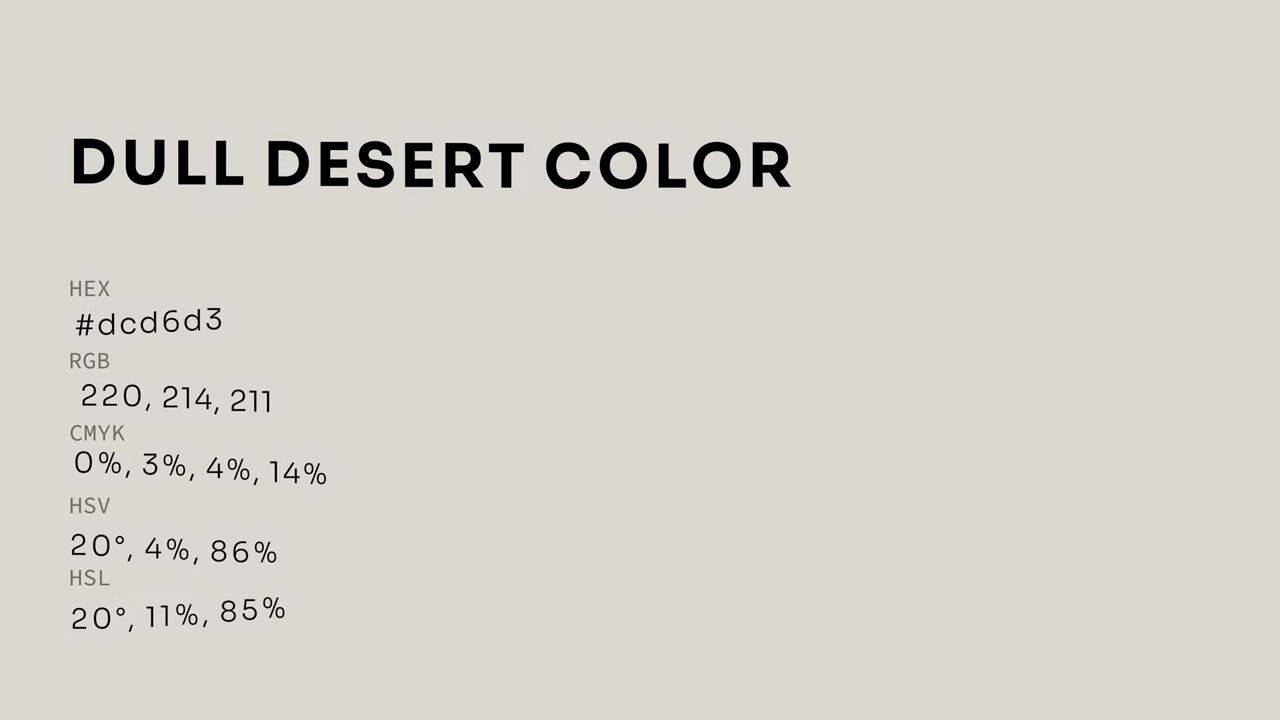 DULL DESERT COLOR
HEX
#dcd6d3
RGB
220, 214, 211
CMYK
0%, 3%, 4%, 14%
HSV
20°, 4%, 86%
HSL
20°, 11%, 85%